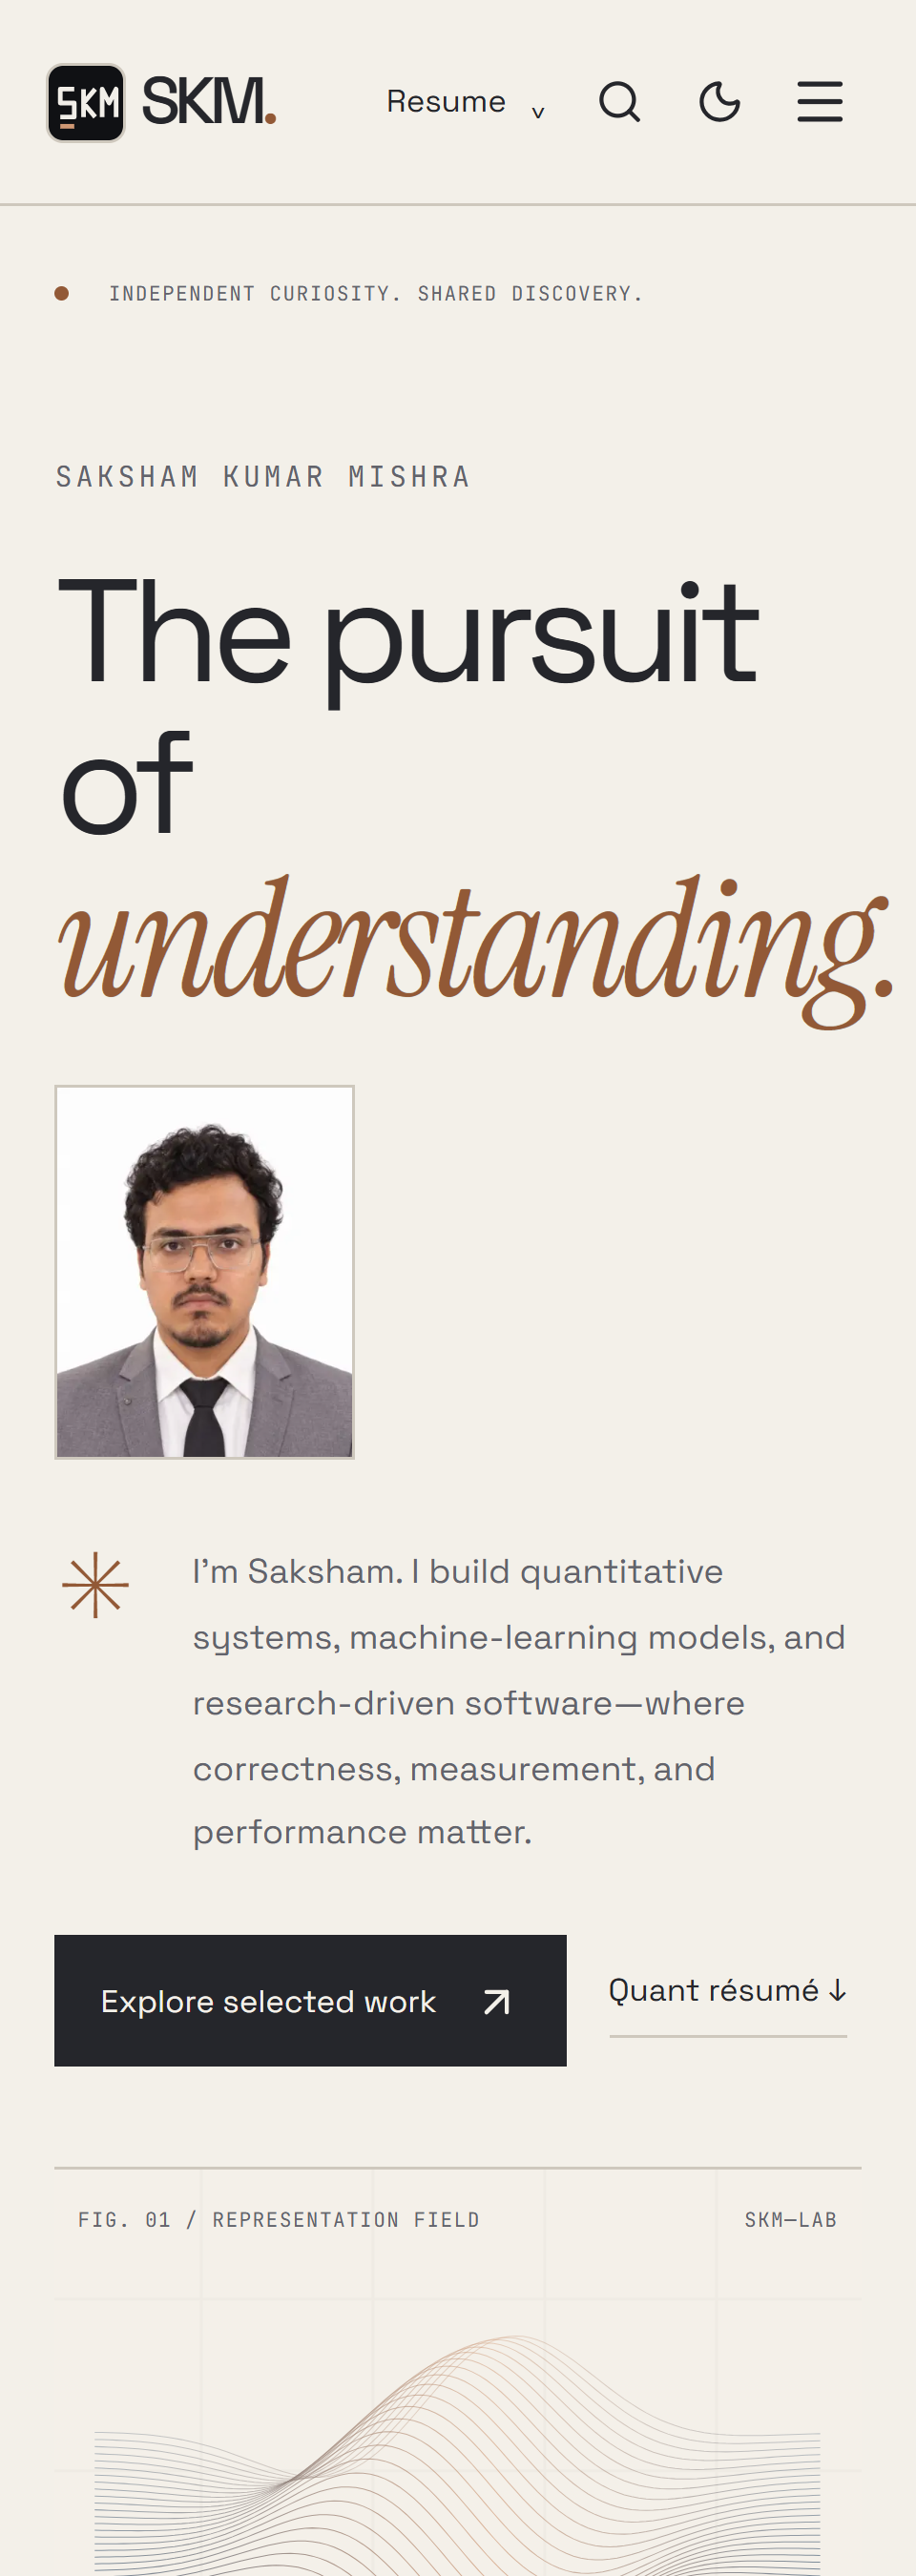 SKM SKM. Resume v
INDEPENDENT CURIOSITY. SHARED DISCOVERY.
SAKSHAM KUMAR MISHRA
The pursuit
of
understanding.
I’m Saksham. I build quantitative
systems, machine-learning models, and
research-driven software—where
correctness, measurement, and
performance matter.
Explore selected work ↗ Quant résumé ↓
FIG. 01 / REPRESENTATION FIELD SKM—LAB